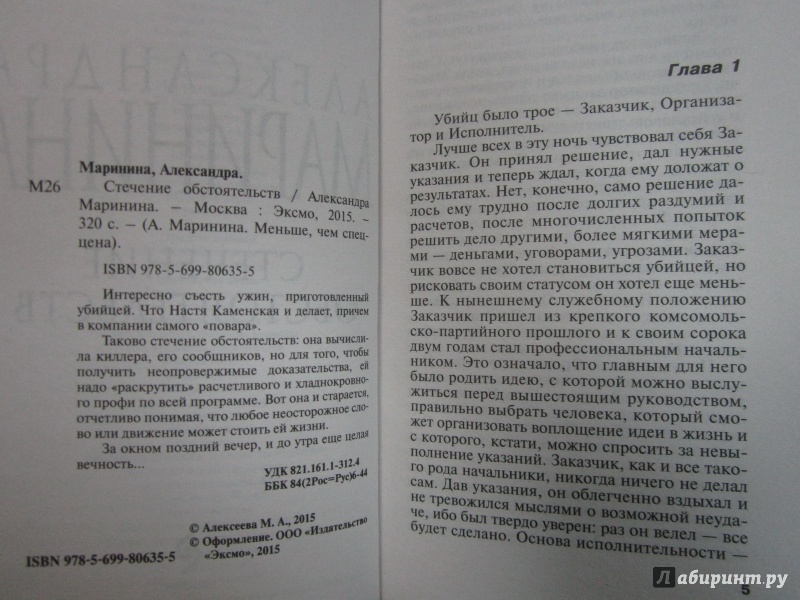 Маринина, Александра.
М26 Стечение обстоятельств / Александра
Маринина. — Москва : Эксмо, 2015. –
320 с. – (А. Маринина. Меньше, чем спец-
цена).
ISBN 978-5-699-80635-5
Интересно съесть ужин, приготовленный
убийцей. Что Настя Каменская и делает, причем
в компании самого «повара».
Таково стечение обстоятельств: она вычисли-
ла киллера, его сообщников, но для того, чтобы
получить неопровержимые доказательства, ей
надо «раскрутить» расчетливого и хладнокровно-
го профи по всей программе. Вот она и старается,
отчетливо понимая, что любое неосторожное сло-
во или движение может стоить ей жизни.
За окном поздний вечер, и до утра еще целая
вечность...
УДК 821.161.1-312.4
ББК 84(2Рос=Рус)6-44
© Алексеева М. А., 2015
© Оформление. ООО «Издательство
«Эксмо», 2015
ISBN 978-5-699-80635-5
Глава 1
Убийц было трое — Заказчик, Организа-
тор и Исполнитель.
Лучше всех в эту ночь чувствовал себя За-
казчик. Он принял решение, дал нужные
указания и теперь ждал, когда ему доложат о
результатах. Нет, конечно, само решение да-
лось ему трудно после долгих раздумий и
расчетов, после многочисленных попыток
решить дело другими, более мягкими мера-
ми — деньгами, уговорами, угрозами. Заказ-
чик вовсе не хотел становиться убийцей, но
рисковать своим статусом он хотел еще мень-
ше. К нынешнему служебному положению
Заказчик пришел из крепкого комсомоль-
ско-партийного прошлого и к своим сорока
двум годам стал профессиональным началь-
ником. Это означало, что главным для него
было родить идею, с которой можно выслу-
житься перед вышестоящим руководством,
правильно выбрать человека, который смо-
жет организовать воплощение идеи в жизнь и
с которого, кстати, можно спросить за невы-
полнение указаний. Заказчик, как и все тако-
го рода начальники, никогда ничего не делал
сам. Дав указания, он облегченно вздыхал и
не тревожился мыслями о возможной неуда-
че, ибо был твердо уверен: раз он велел — все
будет сделано. Основа исполнительности —
5
Лабиринт.ру